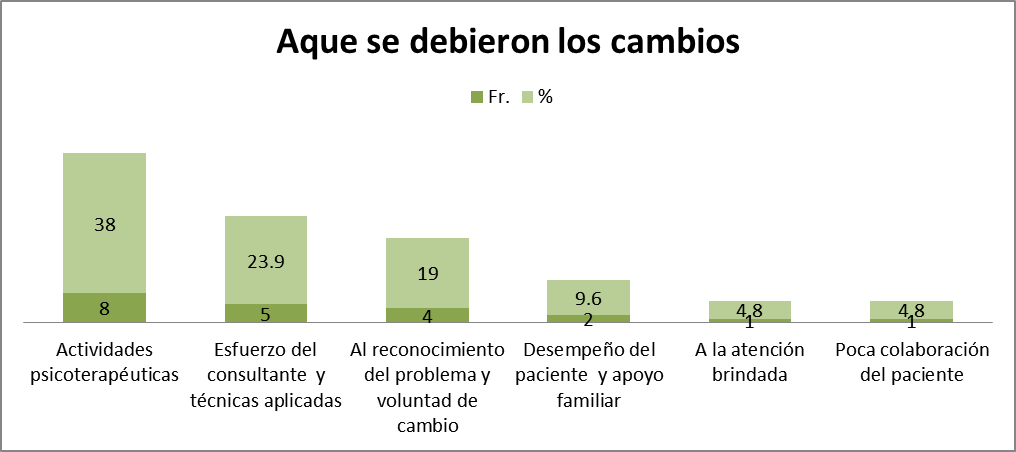 Aque se debieron los cambios
Fr. %
38
23.9
19
9.6
4.8
4.8
8
5
4
2
1
1
Actividades
psicoterapéuticas
Esfuerzo del
consultante y
técnicas aplicadas
Al reconocimiento
del problema y
voluntad de
cambio
Desempeño del
paciente y apoyo
familiar
A la atención
brindada
Poca colaboración
del paciente